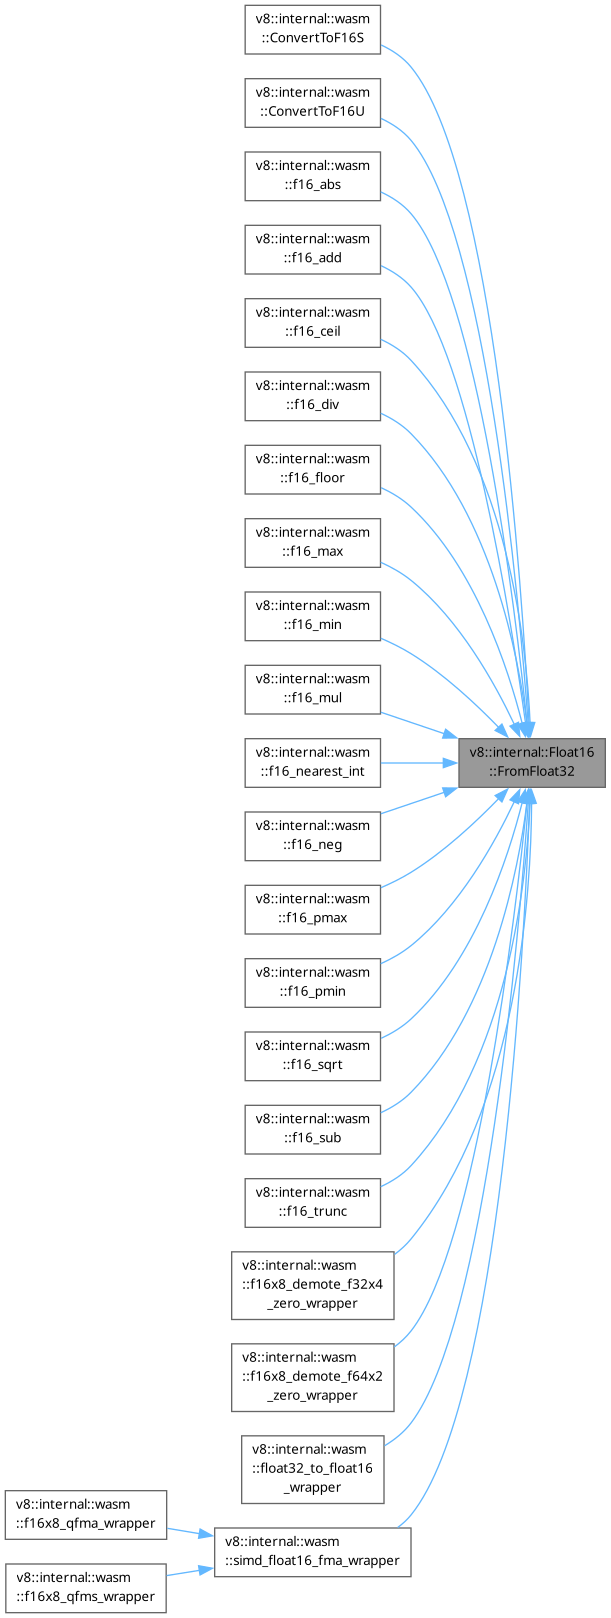 v8::internal::wasm
::ConvertToF16S
v8::internal::wasm
::ConvertToF16U
v8::internal::wasm
::f16_abs
v8::internal::wasm
::f16_add
v8::internal::wasm
::f16_ceil
v8::internal::wasm
::f16_div
v8::internal::wasm
::f16_floor
v8::internal::wasm
::f16_max
v8::internal::wasm
::f16_min
v8::internal::wasm
::f16_mul
v8::internal::Float16
::FromFloat32
v8::internal::wasm
::f16_nearest_int
v8::internal::wasm
::f16_neg
v8::internal::wasm
::f16_pmax
v8::internal::wasm
::f16_pmin
v8::internal::wasm
::f16_sqrt
v8::internal::wasm
::f16_sub
v8::internal::wasm
::f16_trunc
v8::internal::wasm
::f16x8_demote_f32x4
_zero_wrapper
v8::internal::wasm
::f16x8_demote_f64x2
_zero_wrapper
v8::internal::wasm
::float32_to_float16
_wrapper
v8::internal::wasm
::f16x8_qfma_wrapper
v8::internal::wasm
::simd_float16_fma_wrapper
v8::internal::wasm
::f16x8_qfms_wrapper